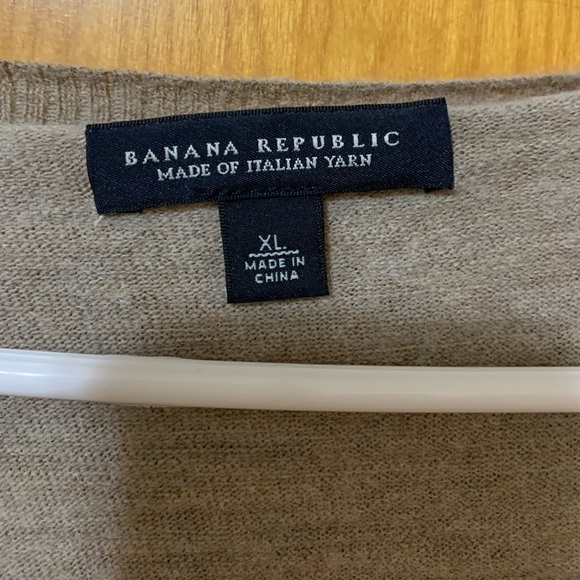 BANANA REPUBLIC
MADE OF ITALIAN YARN
XL
MADE IN
CHINA